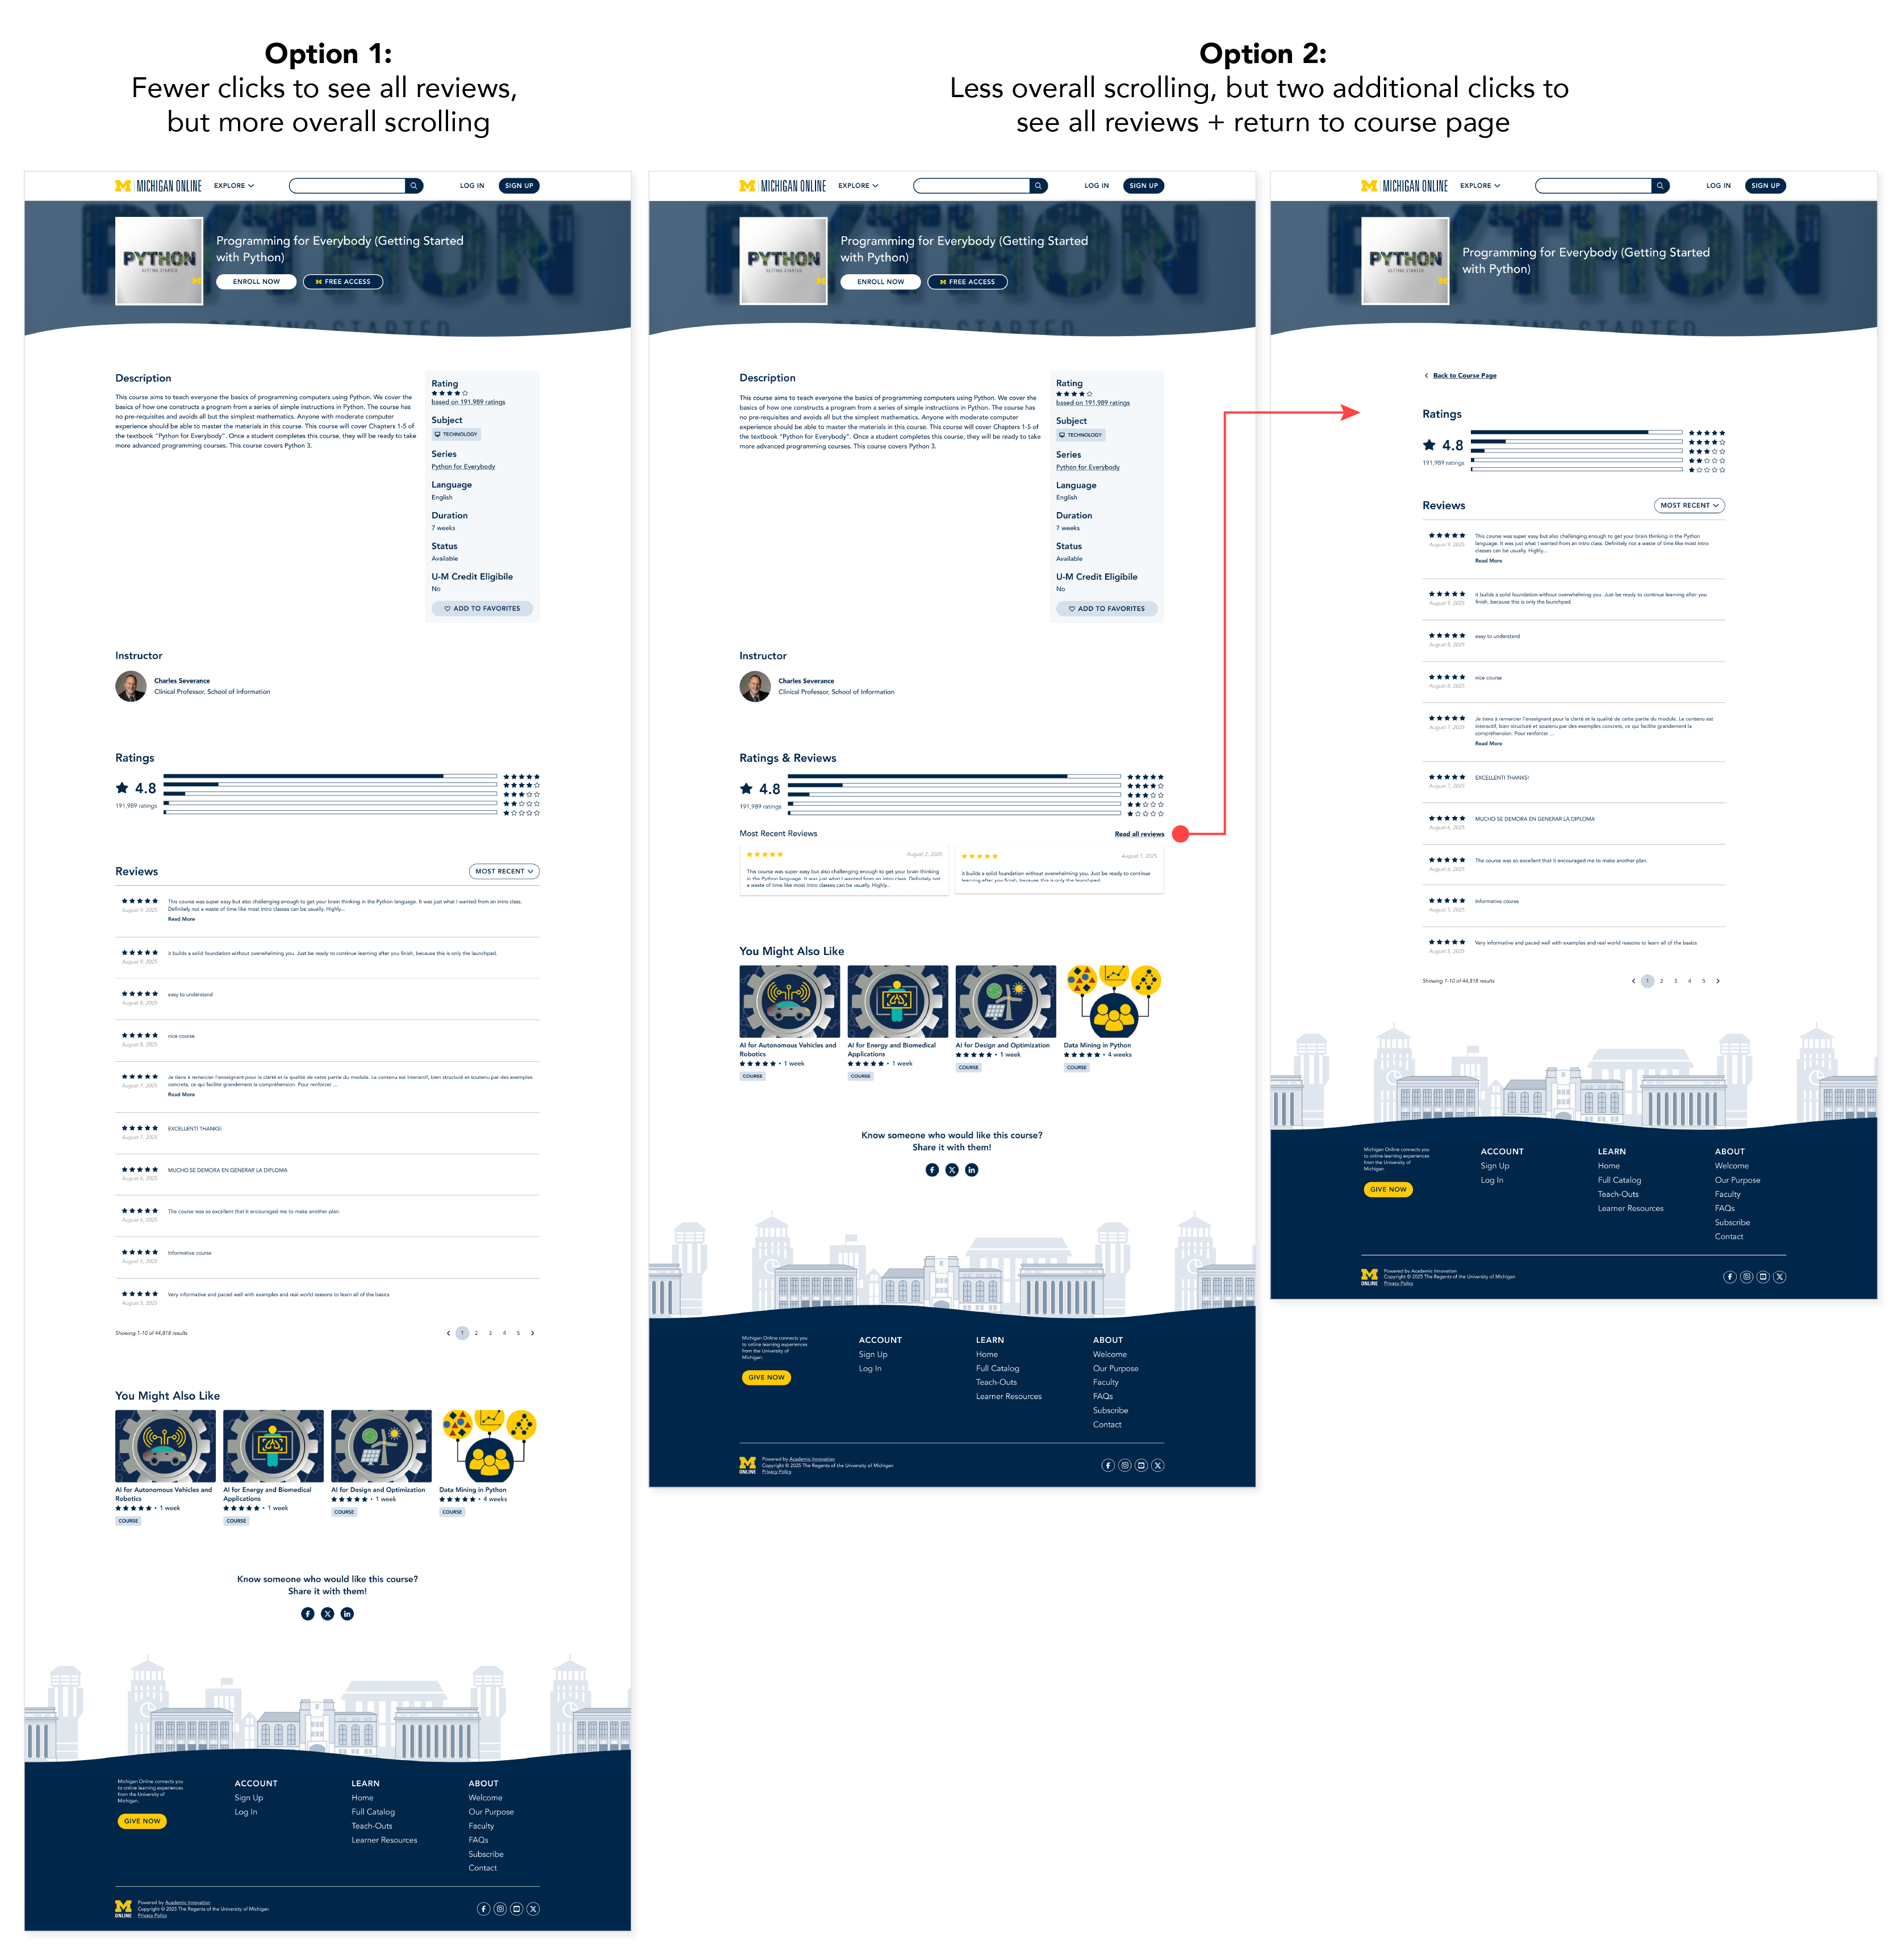 Option 1:
Fewer clicks to see all reviews,
but more overall scrolling
Option 2:
Less overall scrolling, but two additional clicks to
see all reviews + return to course page
M | MICHIGAN ONLINE EXPLORE LOG IN SIGN UP
PYTHON
GETTING STARTED
Programming for Everybody (Getting Started
with Python)
ENROLL NOW M FREE ACCESS
Description
This course aims to teach everyone the basics of programming computers using Python. We cover the
basics of how one constructs a program from a series of simple instructions in Python. The course has
no pre-requisites and avoids all but the simplest mathematics. Anyone with moderate computer
experience should be able to master the materials in this course. This course will cover Chapters 1-5 of
the textbook "Python for Everybody". Once a student completes this course, they will be ready to take
more advanced programming courses. This course covers Python 3.
Rating
based on 191,989 ratings
Subject
TECHNOLOGY
Series
Python for Everybody
Language
English
Duration
7 weeks
Status
Available
U-M Credit Eligibile
No
ADD TO FAVORITES
Instructor
Charles Severance
Clinical Professor, School of Information
Ratings
4.8
191,989 ratings
Reviews MOST RECENT
This course was super easy but also challenging enough to get your brain thinking in the Python language. It was just what I wanted from an intro class.
August 9, 2025 Definitely not a waste of time like most intro classes can be usually. Highly...
Read More
it builds a solid foundation without overwhelming you. Just be ready to continue learning after you finish, because this is only the launchpad.
August 9, 2025
easy to understand
August 8, 2025
nice course
August 8, 2025
Je tiens à remercier l'enseignant pour la clarté et la qualité de cette partie du module. Le contenu est interactif, bien structuré et soutenu par des exemples
August 7, 2025 concrets, ce qui facilite grandement la compréhension. Pour renforcer ...
Read More
EXCELLENT! THANKS!
August 7, 2025
MUCHO SE DEMORA EN GENERAR LA DIPLOMA
August 6, 2025
The course was so excellent that it encouraged me to make another plan.
August 6, 2025
Informative course
August 5, 2025
Very informative and paced well with examples and real world reasons to learn all of the basics
August 5, 2025
Showing 1-10 of 44,818 results 1 2 3 4 5
You Might Also Like
AI for Autonomous Vehicles and
Robotics
• 1 week
COURSE
AI for Energy and Biomedical
Applications
• 1 week
COURSE
AI for Design and Optimization
• 1 week
COURSE
Data Mining in Python
• 4 weeks
COURSE
Know someone who would like this course?
Share it with them!
Michigan Online connects you
to online learning experiences
from the University of
Michigan.
GIVE NOW
ACCOUNT
Sign Up
Log In
LEARN
Home
Full Catalog
Teach-Outs
Learner Resources
ABOUT
Welcome
Our Purpose
Faculty
FAQs
Subscribe
Contact
M ONLINE
Powered by Academic Innovation
Copyright © 2025 The Regents of the University of Michigan
Privacy Policy
M | MICHIGAN ONLINE EXPLORE LOG IN SIGN UP
PYTHON
GETTING STARTED
Programming for Everybody (Getting Started
with Python)
ENROLL NOW M FREE ACCESS
Description
This course aims to teach everyone the basics of programming computers using Python. We cover the
basics of how one constructs a program from a series of simple instructions in Python. The course has
no pre-requisites and avoids all but the simplest mathematics. Anyone with moderate computer
experience should be able to master the materials in this course. This course will cover Chapters 1-5 of
the textbook "Python for Everybody". Once a student completes this course, they will be ready to take
more advanced programming courses. This course covers Python 3.
Rating
based on 191,989 ratings
Subject
TECHNOLOGY
Series
Python for Everybody
Language
English
Duration
7 weeks
Status
Available
U-M Credit Eligibile
No
ADD TO FAVORITES
Instructor
Charles Severance
Clinical Professor, School of Information
Ratings & Reviews
4.8
191,989 ratings
Most Recent Reviews Read all reviews
August 2, 2025
This course was super easy but also challenging enough to get your brain thinking
in the Python language. It was just what I wanted from an intro class. Definitely not
a waste of time like most intro classes can be usually. Highly...
August 1, 2025
it builds a solid foundation without overwhelming you. Just be ready to continue
learning after you finish, because this is only the launchpad.
You Might Also Like
AI for Autonomous Vehicles and
Robotics
• 1 week
COURSE
AI for Energy and Biomedical
Applications
• 1 week
COURSE
AI for Design and Optimization
• 1 week
COURSE
Data Mining in Python
• 4 weeks
COURSE
Know someone who would like this course?
Share it with them!
Michigan Online connects you
to online learning experiences
from the University of
Michigan.
GIVE NOW
ACCOUNT
Sign Up
Log In
LEARN
Home
Full Catalog
Teach-Outs
Learner Resources
ABOUT
Welcome
Our Purpose
Faculty
FAQs
Subscribe
Contact
M ONLINE
Powered by Academic Innovation
Copyright © 2025 The Regents of the University of Michigan
Privacy Policy
M | MICHIGAN ONLINE EXPLORE LOG IN SIGN UP
PYTHON
GETTING STARTED
Programming for Everybody (Getting Started
with Python)
Back to Course Page
Ratings
4.8
191,989 ratings
Reviews MOST RECENT
This course was super easy but also challenging enough to get your brain thinking in the Python
August 9, 2025 language. It was just what I wanted from an intro class. Definitely not a waste of time like most intro
classes can be usually. Highly...
Read More
it builds a solid foundation without overwhelming you. Just be ready to continue learning after you
August 9, 2025 finish, because this is only the launchpad.
easy to understand
August 8, 2025
nice course
August 8, 2025
Je tiens à remercier l'enseignant pour la clarté et la qualité de cette partie du module. Le contenu est
August 7, 2025 interactif, bien structuré et soutenu par des exemples concrets, ce qui facilite grandement la
compréhension. Pour renforcer ...
Read More
EXCELLENT! THANKS!
August 7, 2025
MUCHO SE DEMORA EN GENERAR LA DIPLOMA
August 6, 2025
The course was so excellent that it encouraged me to make another plan.
August 6, 2025
Informative course
August 5, 2025
Very informative and paced well with examples and real world reasons to learn all of the basics
August 5, 2025
Showing 1-10 of 44,818 results 1 2 3 4 5
Michigan Online connects you
to online learning experiences
from the University of
Michigan.
GIVE NOW
ACCOUNT
Sign Up
Log In
LEARN
Home
Full Catalog
Teach-Outs
Learner Resources
ABOUT
Welcome
Our Purpose
Faculty
FAQs
Subscribe
Contact
M ONLINE
Powered by Academic Innovation
Copyright © 2025 The Regents of the University of Michigan
Privacy Policy